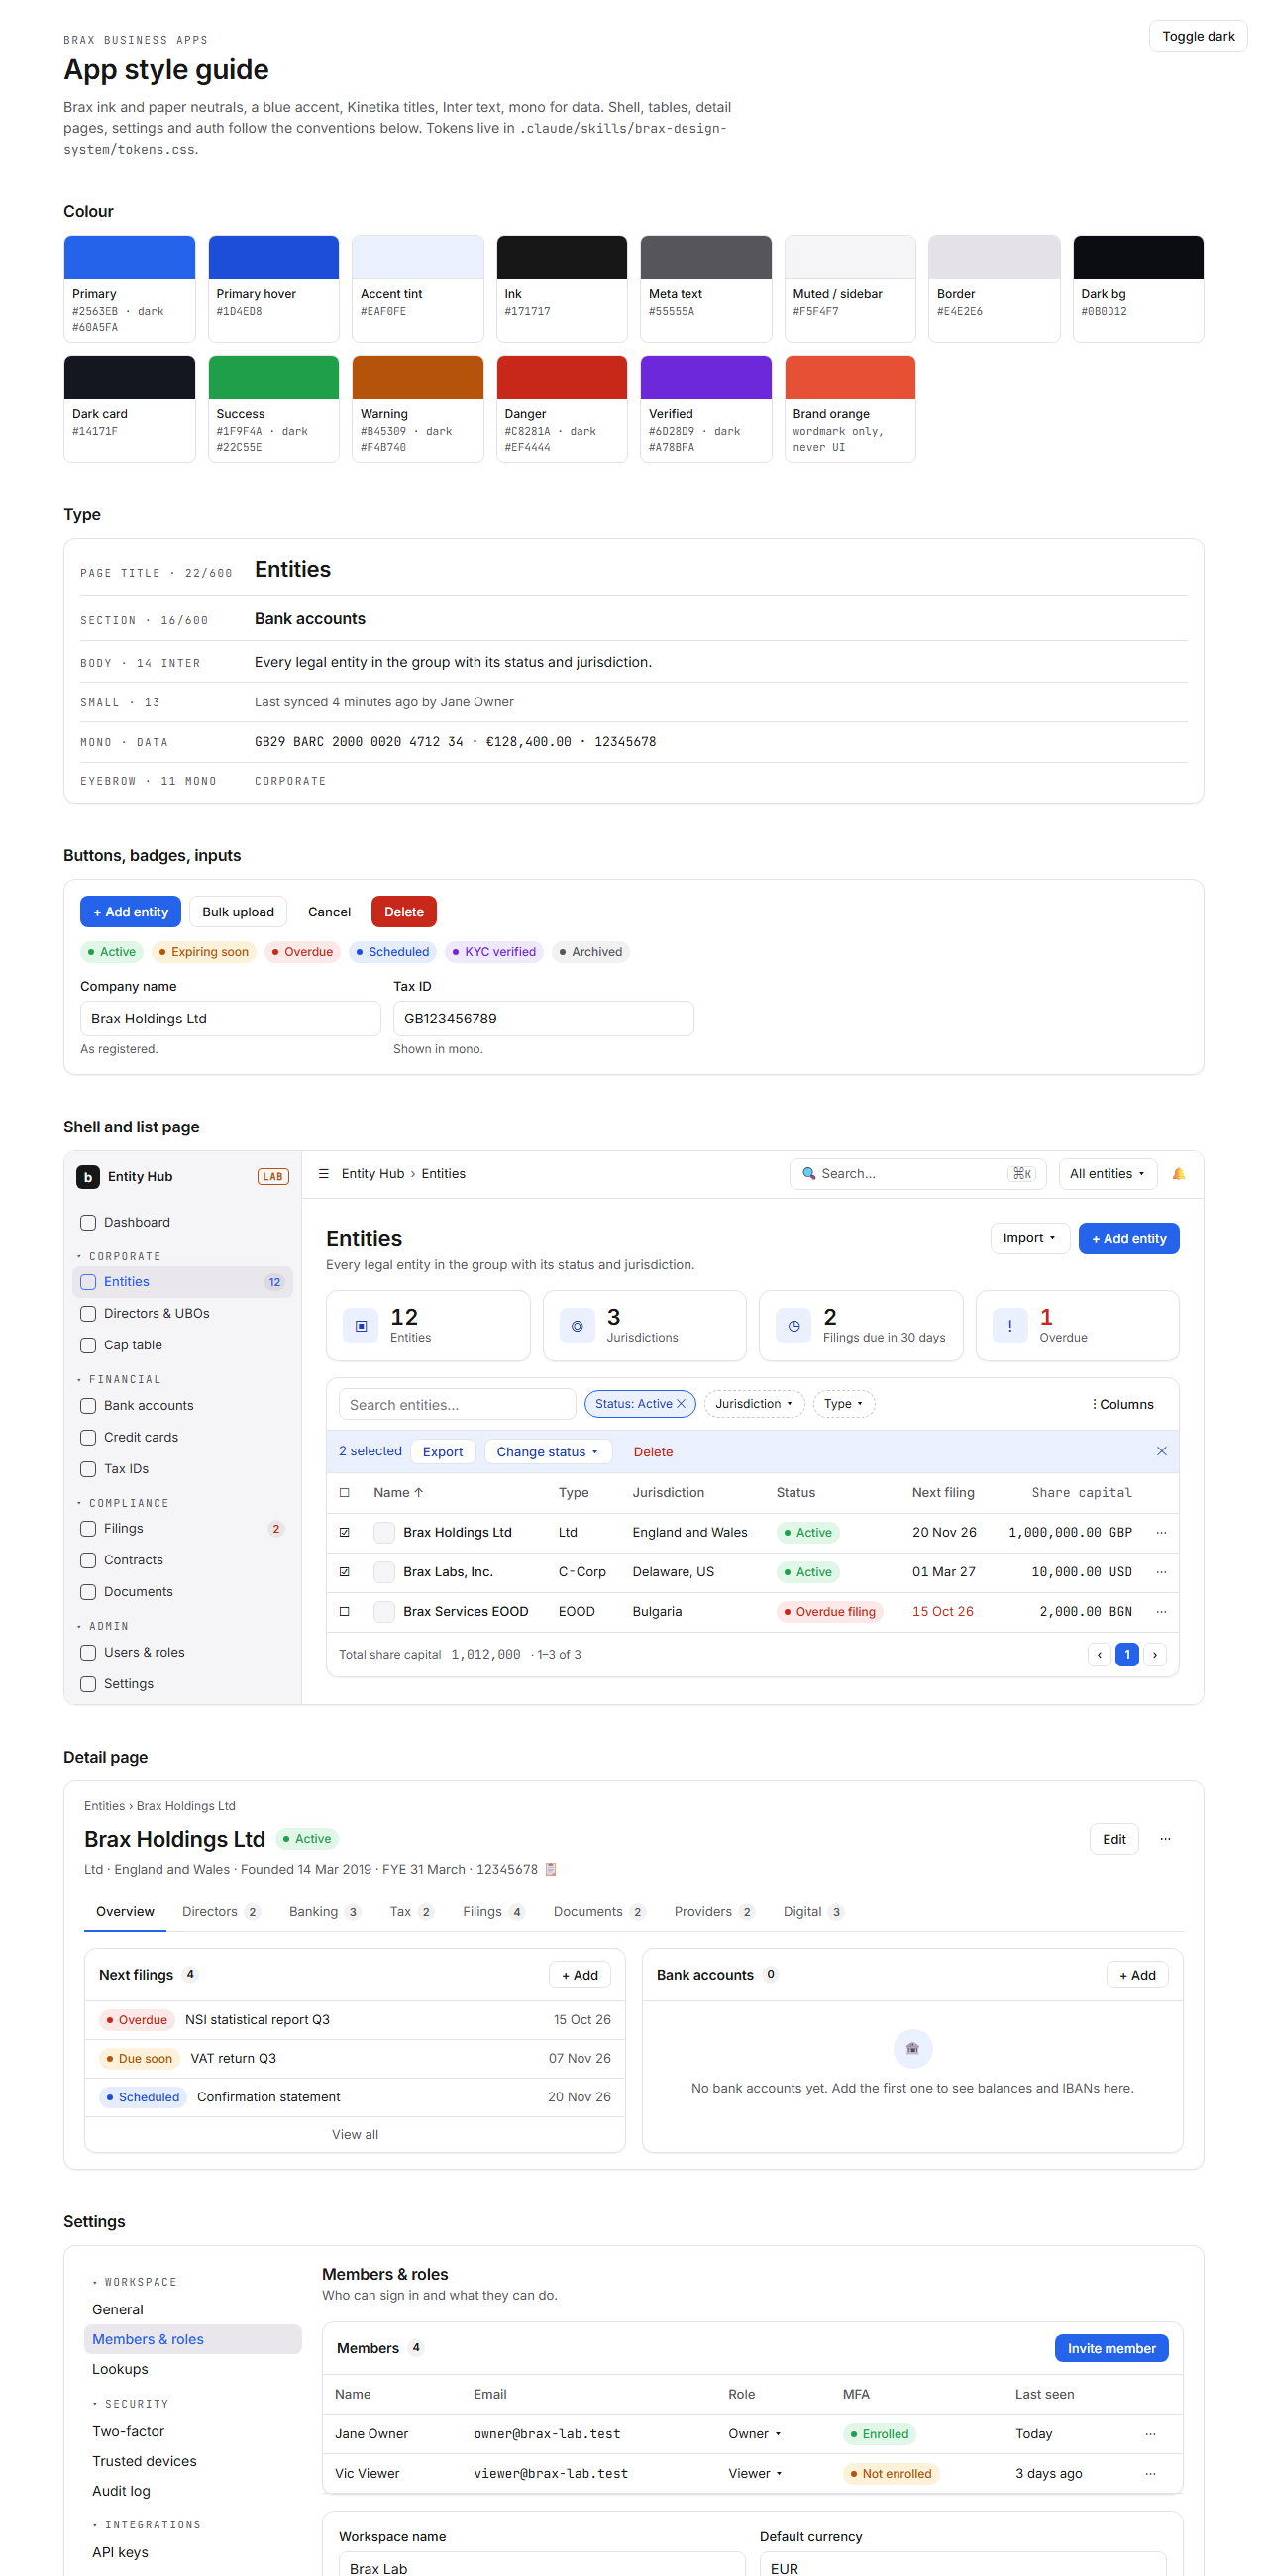 BRAX BUSINESS APPS
Toggle dark
App style guide
Brax ink and paper neutrals, a blue accent, Kinetika titles, Inter text, mono for data. Shell, tables, detail
pages, settings and auth follow the conventions below. Tokens live in .claude/skills/brax-design-
system/tokens.css.
Colour
Primary
#2563EB · dark
#60A5FA
Primary hover
#1D4ED8
Accent tint
#EAF0FE
Ink
#171717
Meta text
#55555A
Muted / sidebar
#F5F4F7
Border
#E4E2E6
Dark bg
#0B0D12
Dark card
#14171F
Success
#1F9F4A · dark
#22C55E
Warning
#B45309 · dark
#F4B740
Danger
#C8281A · dark
#EF4444
Verified
#6D28D9 · dark
#A78BFA
Brand orange
wordmark only,
never UI
Type
PAGE TITLE · 22/600 Entities
SECTION · 16/600 Bank accounts
BODY · 14 INTER Every legal entity in the group with its status and jurisdiction.
SMALL · 13 Last synced 4 minutes ago by Jane Owner
MONO · DATA GB29 BARC 2000 0020 4712 34 · €128,400.00 · 12345678
EYEBROW · 11 MONO CORPORATE
Buttons, badges, inputs
+ Add entity Bulk upload Cancel Delete
Active Expiring soon Overdue Scheduled KYC verified Archived
Company name Tax ID
Brax Holdings Ltd GB123456789
As registered. Shown in mono.
Shell and list page
b Entity Hub LAB
Dashboard
CORPORATE
Entities 12
Directors & UBOs
Cap table
FINANCIAL
Bank accounts
Credit cards
Tax IDs
COMPLIANCE
Filings 2
Contracts
Documents
ADMIN
Users & roles
Settings
☰ Entity Hub › Entities Search... ⌘K All entities
Entities Import + Add entity
Every legal entity in the group with its status and jurisdiction.
12 Entities
3 Jurisdictions
2 Filings due in 30 days
! 1 Overdue
Search entities... Status: Active ✕ Jurisdiction Type ⋮ Columns
2 selected Export Change status Delete ✕
Name ↑ Type Jurisdiction Status Next filing Share capital
Brax Holdings Ltd Ltd England and Wales Active 20 Nov 26 1,000,000.00 GBP ···
Brax Labs, Inc. C-Corp Delaware, US Active 01 Mar 27 10,000.00 USD ···
Brax Services EOOD EOOD Bulgaria Overdue filing 15 Oct 26 2,000.00 BGN ···
Total share capital 1,012,000 · 1–3 of 3 ‹ 1 ›
Detail page
Entities › Brax Holdings Ltd
Brax Holdings Ltd Active Edit ···
Ltd · England and Wales · Founded 14 Mar 2019 · FYE 31 March · 12345678
Overview Directors 2 Banking 3 Tax 2 Filings 4 Documents 2 Providers 2 Digital 3
Next filings 4 + Add
Overdue NSI statistical report Q3 15 Oct 26
Due soon VAT return Q3 07 Nov 26
Scheduled Confirmation statement 20 Nov 26
View all
Bank accounts 0 + Add
No bank accounts yet. Add the first one to see balances and IBANs here.
Settings
WORKSPACE
General
Members & roles
Lookups
SECURITY
Two-factor
Trusted devices
Audit log
INTEGRATIONS
API keys
Members & roles
Who can sign in and what they can do.
Members 4 Invite member
Name Email Role MFA Last seen
Jane Owner owner@brax-lab.test Owner Enrolled Today ···
Vic Viewer viewer@brax-lab.test Viewer Not enrolled 3 days ago ···
Workspace name Default currency
Brax Lab EUR